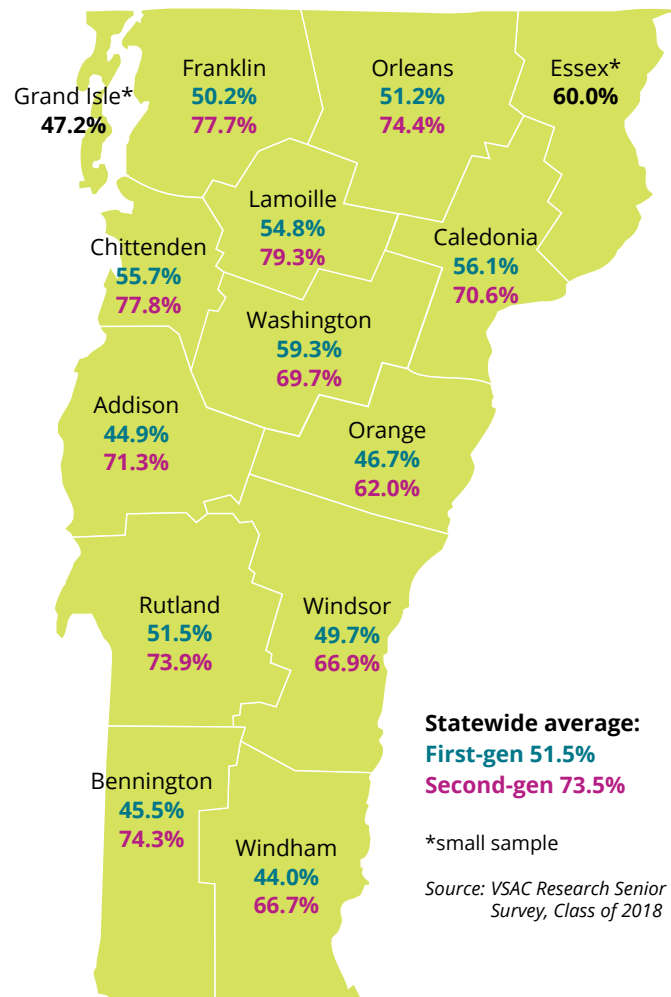 Grand Isle*
47.2%
Franklin
50.2%
77.7%
Orleans
51.2%
74.4%
Essex*
60.0%
Lamoille
54.8%
79.3%
Chittenden
55.7%
77.8%
Caledonia
56.1%
70.6%
Washington
59.3%
69.7%
Addison
44.9%
71.3%
Orange
46.7%
62.0%
Rutland
51.5%
73.9%
Windsor
49.7%
66.9%
Bennington
45.5%
74.3%
Windham
44.0%
66.7%
Statewide average:
First-gen 51.5%
Second-gen 73.5%
*small sample
Source: VSAC Research Senior
Survey, Class of 2018